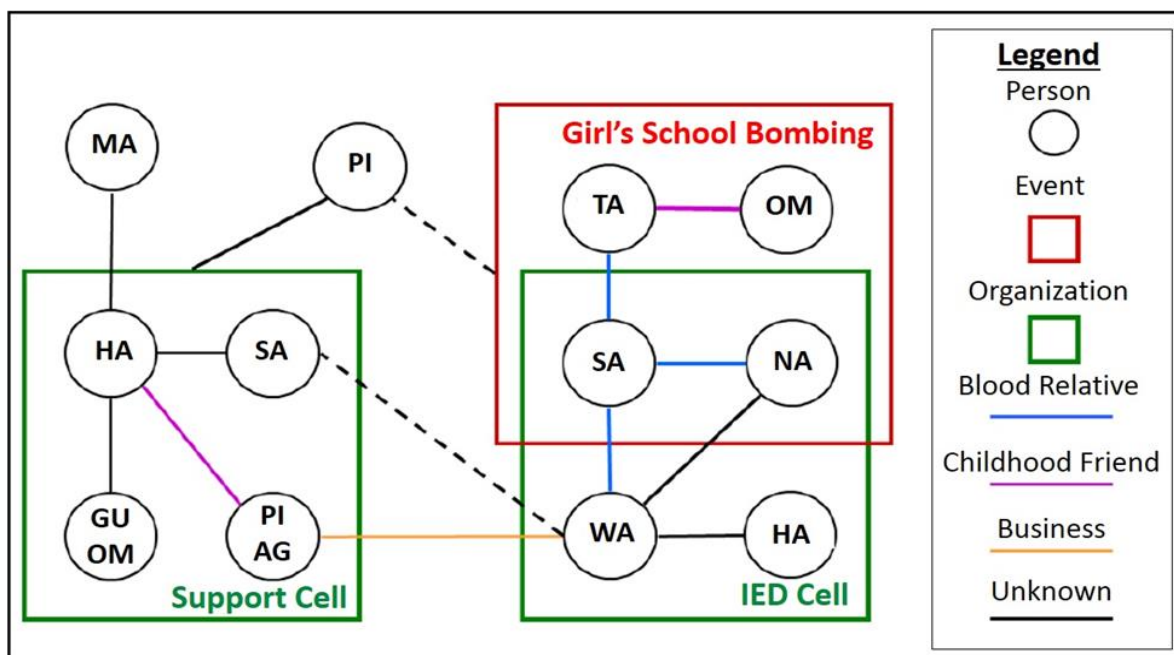 MA
PI
Girl's School Bombing
TA
OM
HA
SA
SA
NA
GU
OM
PI
AG
WA
HA
Support Cell
IED Cell
Legend
Person
Event
Organization
Blood Relative
Childhood Friend
Business
Unknown